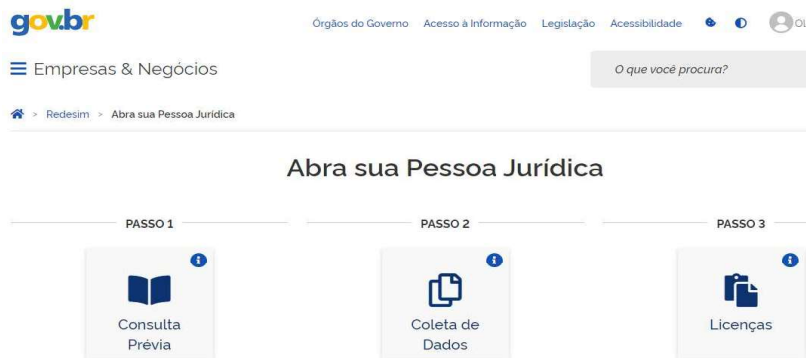 gov.br
Órgãos do Governo Acesso à Informação Legislação Acessibilidade
Empresas & Negócios
O que você procura?
> Redesim > Abra sua Pessoa Jurídica
Abra sua Pessoa Jurídica
PASSO 1
PASSO 2
PASSO 3
Consulta
Prévia
Coleta de
Dados
Licenças